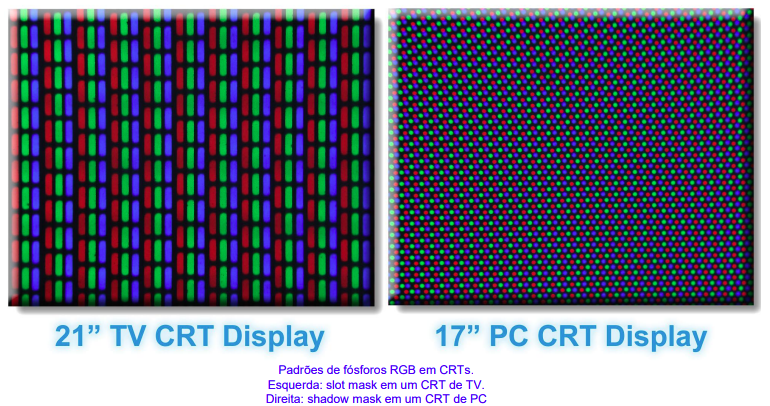 21” TV CRT Display
17” PC CRT Display
Padrões de fósforos RGB em CRTs.
Esquerda: slot mask em um CRT de TV.
Direita: shadow mask em um CRT de PC